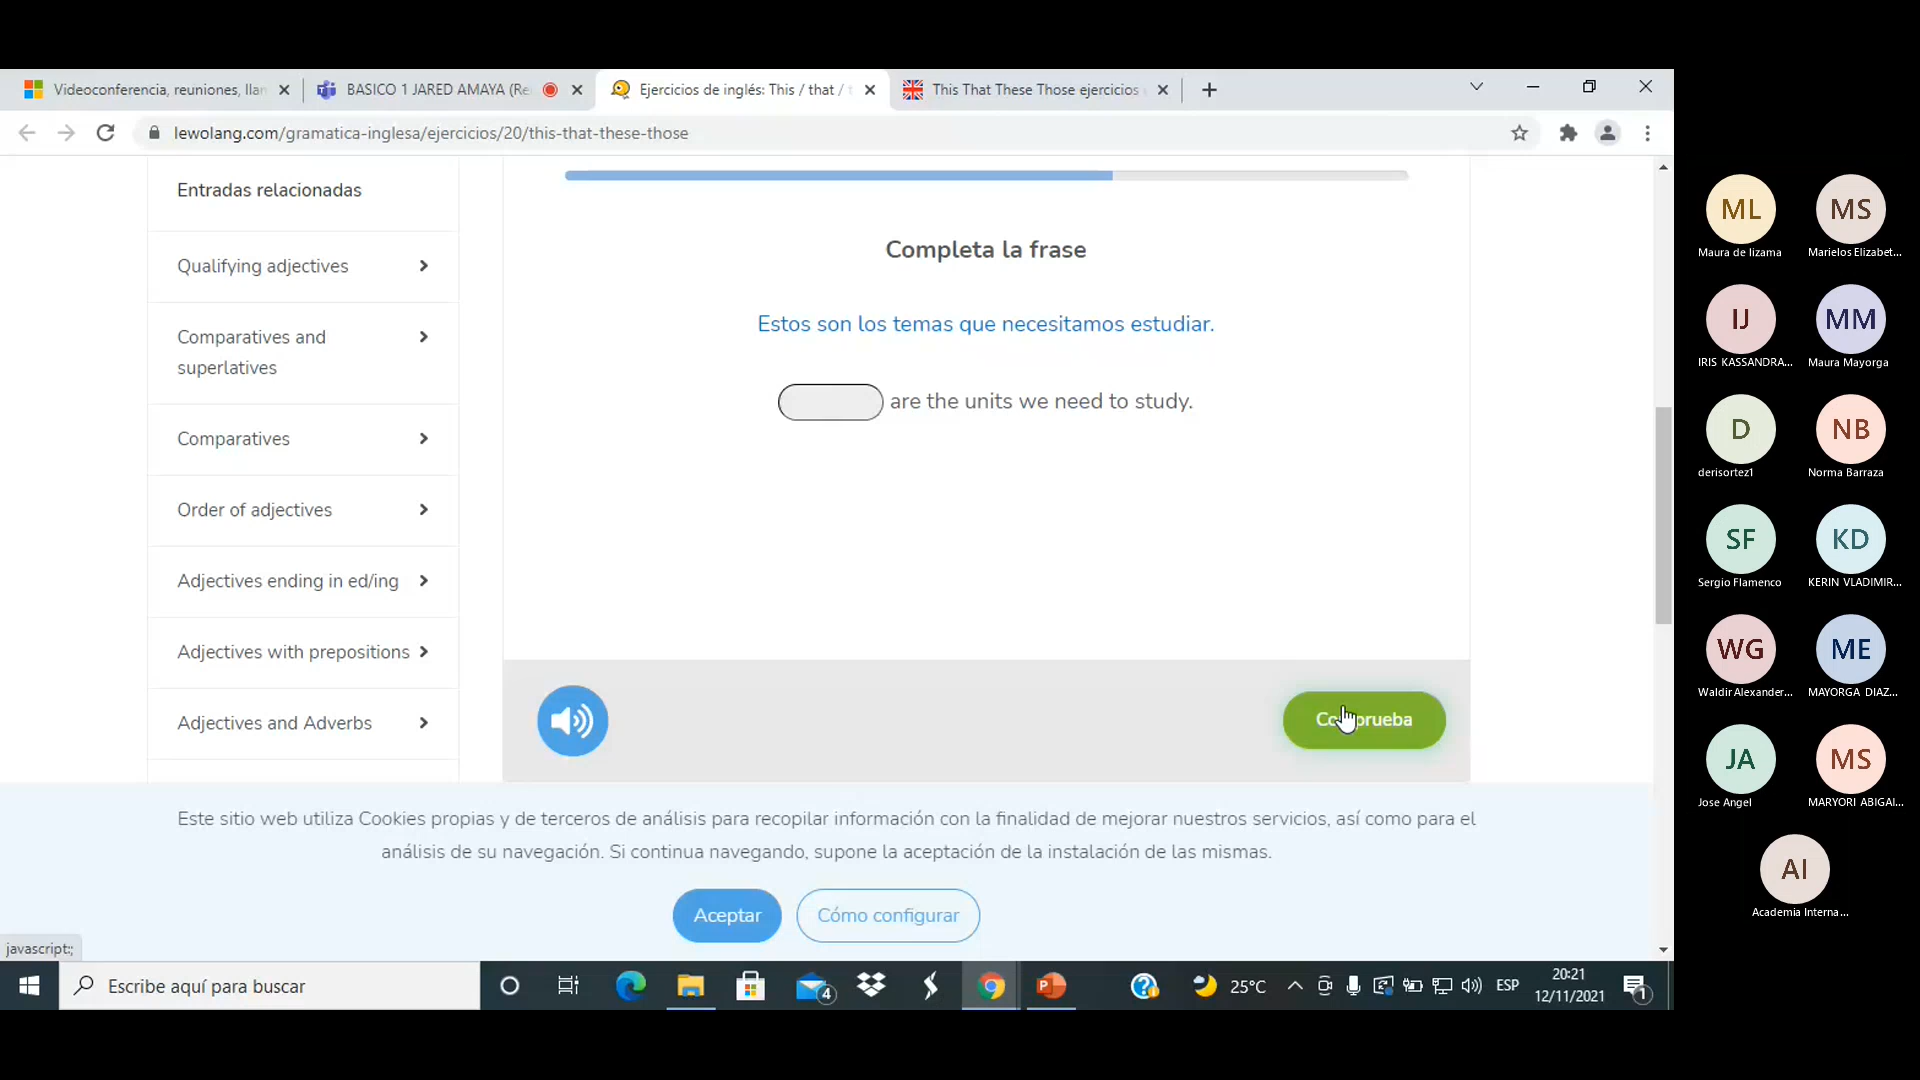 Videoconferencia, reuniones, llan
BASICO 1 JARED AMAYA (Re
Ejercicios de inglés: This / that / t
This That These Those ejercicios
lewolang.com/gramatica-inglesa/ejercicios/20/this-that-these-those
Entradas relacionadas
Qualifying adjectives
Comparatives and
superlatives
Comparatives
Order of adjectives
Adjectives ending in ed/ing
Adjectives with prepositions
Adjectives and Adverbs
Completa la frase
Estos son los temas que necesitamos estudiar.
are the units we need to study.
Comprueba
Este sitio web utiliza Cookies propias y de terceros de análisis para recopilar información con la finalidad de mejorar nuestros servicios, así como para el
análisis de su navegación. Si continua navegando, supone la aceptación de la instalación de las mismas.
Aceptar
Cómo configurar
javascript:;
Escribe aquí para buscar
4
25°C
ESP
20:21
12/11/2021
1
ML
Maura de lizama
MS
Marielos Elizabet...
IJ
IRIS KASSANDRA...
MM
Maura Mayorga
D
derisortez1
NB
Norma Barraza
SF
Sergio Flamenco
KD
KERIN VLADIMIR...
WG
Waldir Alexander...
ME
MAYORGA DIAZ...
JA
Jose Angel
MS
MARYORI ABIGAI...
AI
Academia Interna...